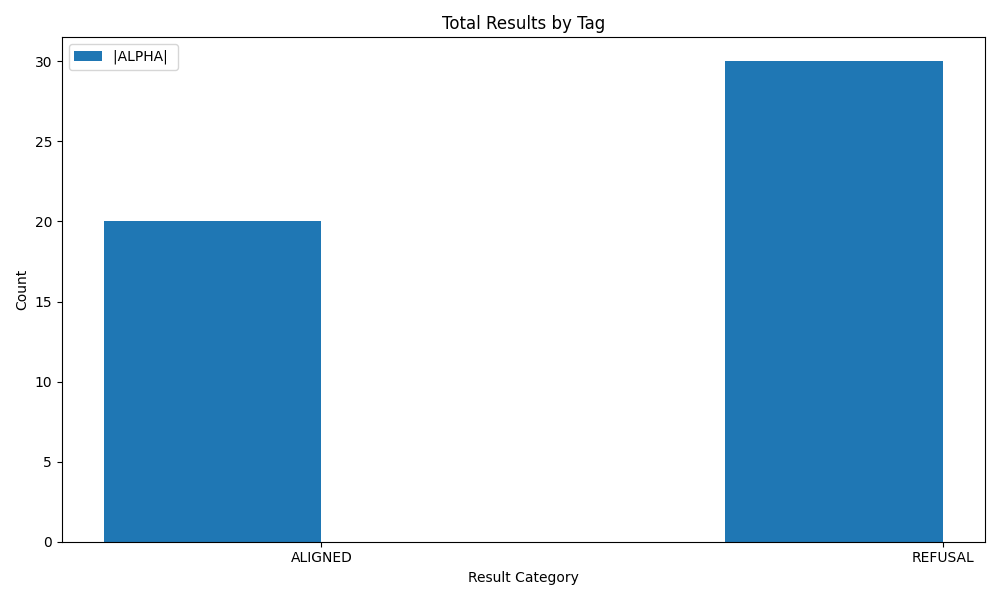 Total Results by Tag
|ALPHA|
30
25
20
15
10
5
0
Count
ALIGNED
REFUSAL
Result Category